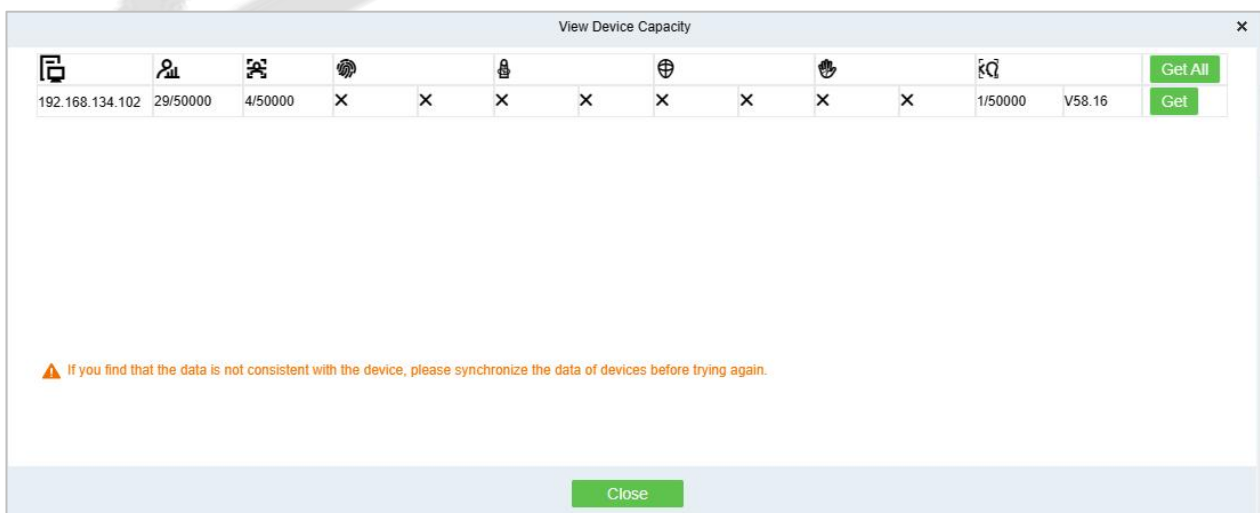 View Device Capacity
Get All
192.168.134.102 29/50000 4/50000 1/50000 V58.16 Get
If you find that the data is not consistent with the device, please synchronize the data of devices before trying again.
Close